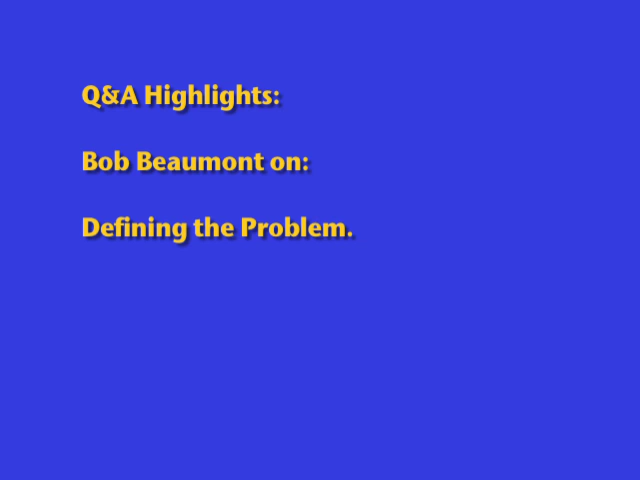 Q&A Highlights:
Bob Beaumont on:
Defining the Problem.